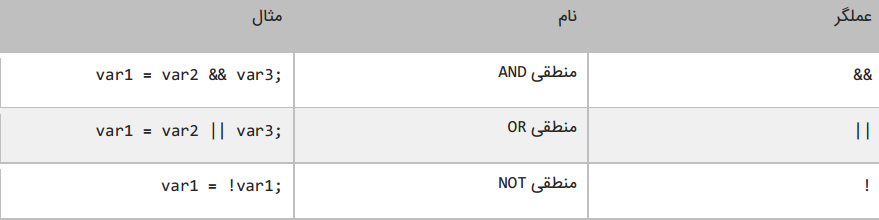 عملگر نام مثال
&& منطقی AND var1 = var2 && var3;
|| منطقی OR var1 = var2 || var3;
! منطقی NOT var1 = !var1;